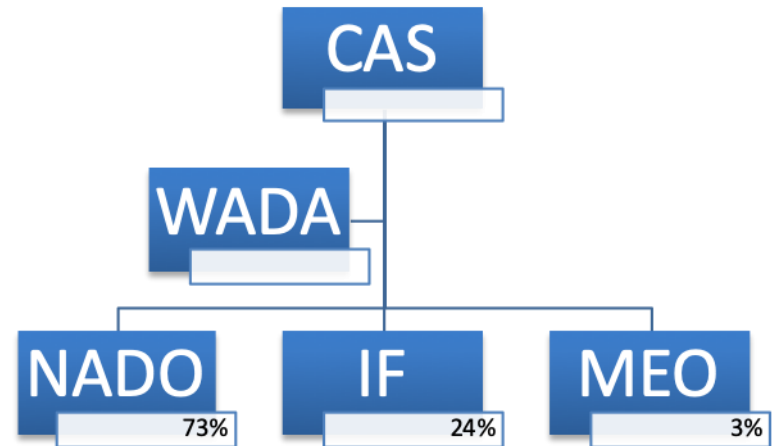 CAS
WADA
NADO
73%
IF
24%
MEO
3%